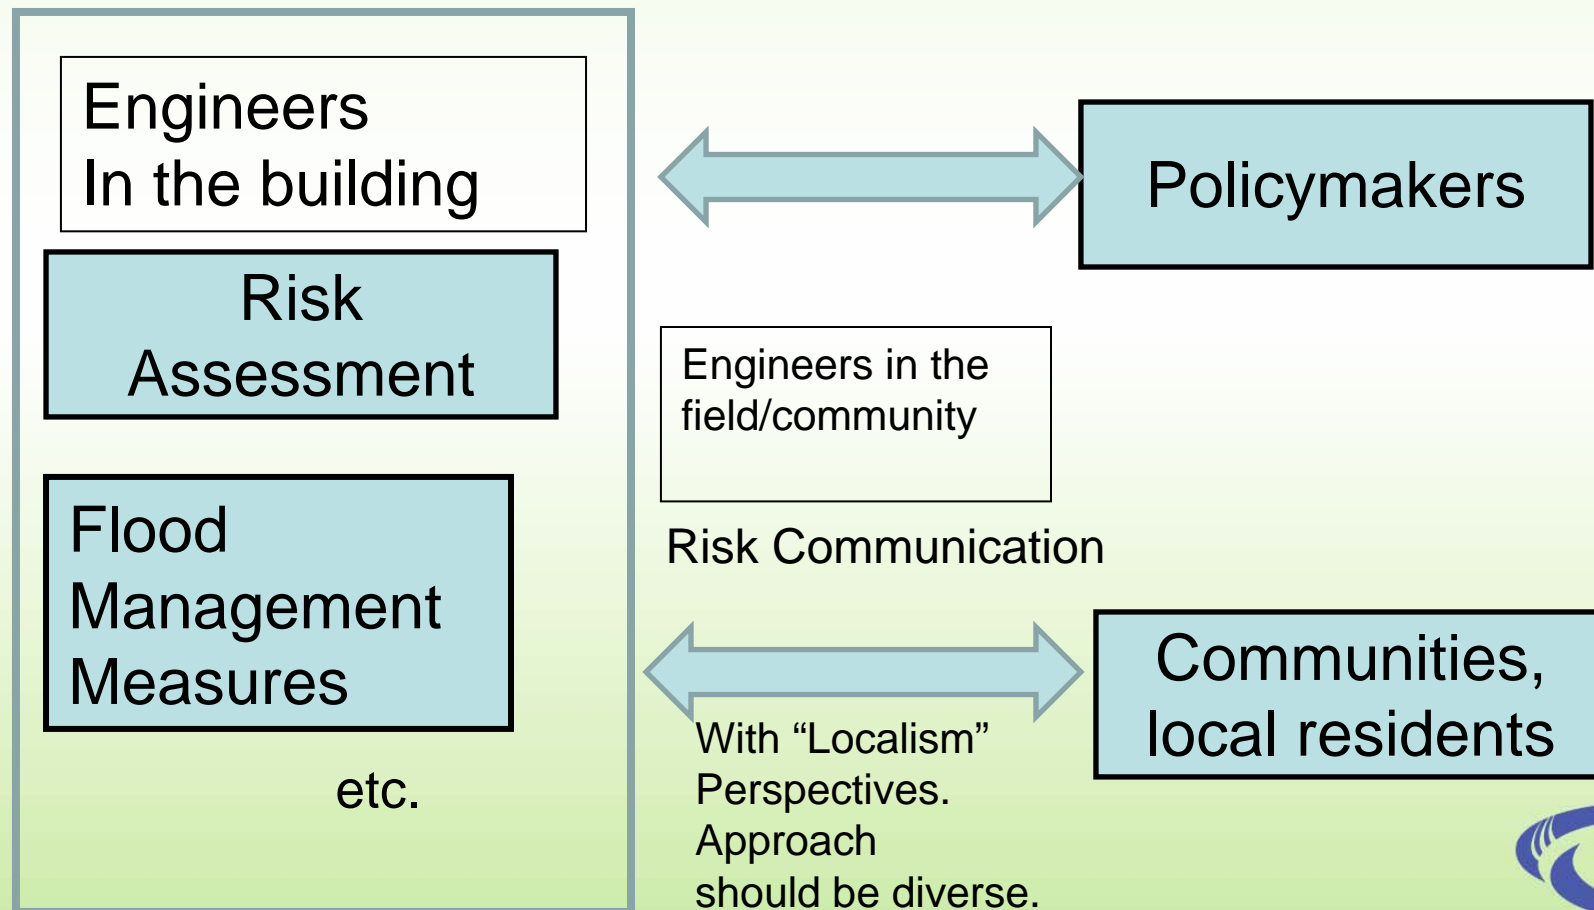 Engineers
In the building
Risk
Assessment
Flood
Management
Measures
etc.
Policymakers
Engineers in the
field/community
Risk Communication
With “Localism”
Perspectives.
Approach
should be diverse.
Communities,
local residents